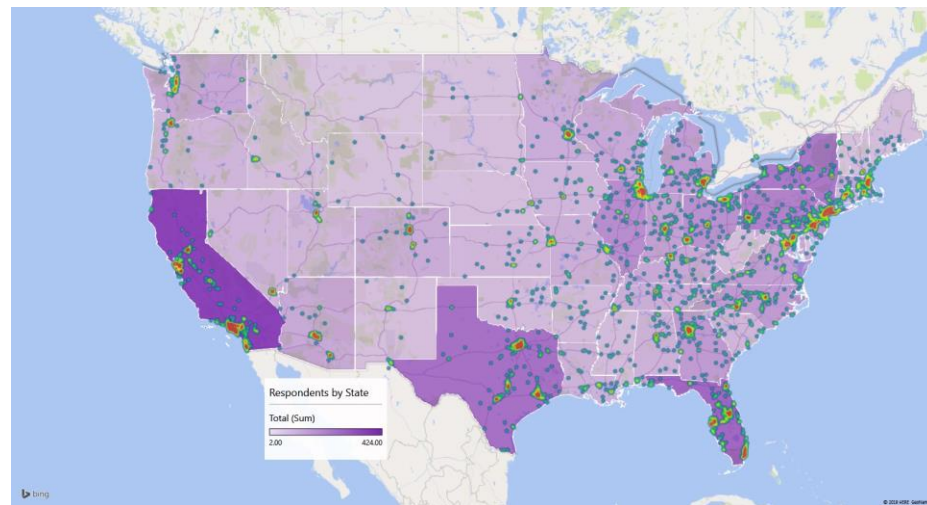 Respondents by State
Total (Sum)
2.00 424.00
bing